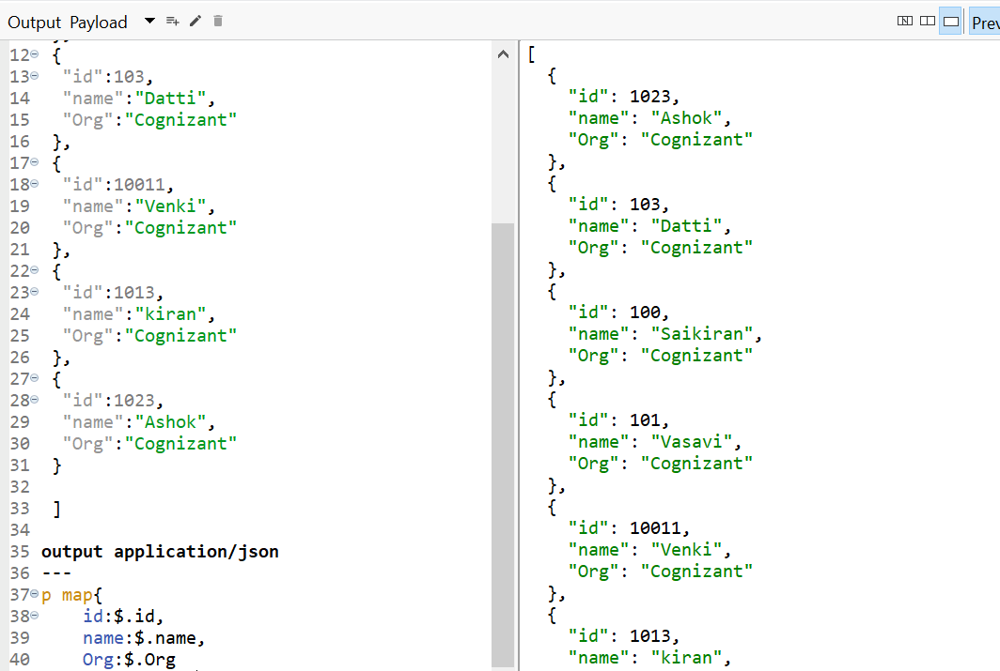 Output Payload
Prev
12 {
13 "id":103,
14 "name":"Datti",
15 "Org":"Cognizant"
16 },
17 {
18 "id":10011,
19 "name":"Venki",
20 "Org":"Cognizant"
21 },
22 {
23 "id":1013,
24 "name":"kiran",
25 "Org":"Cognizant"
26 },
27 {
28 "id":1023,
29 "name":"Ashok",
30 "Org":"Cognizant"
31 }
32
33 ]
34
35 output application/json
36 ---
37 p map{
38 id:$.id,
39 name:$.name,
40 Org:$.Org
[
{
"id": 1023,
"name": "Ashok",
"Org": "Cognizant"
},
{
"id": 103,
"name": "Datti",
"Org": "Cognizant"
},
{
"id": 100,
"name": "Saikiran",
"Org": "Cognizant"
},
{
"id": 101,
"name": "Vasavi",
"Org": "Cognizant"
},
{
"id": 10011,
"name": "Venki",
"Org": "Cognizant"
},
{
"id": 1013,
"name": "kiran",